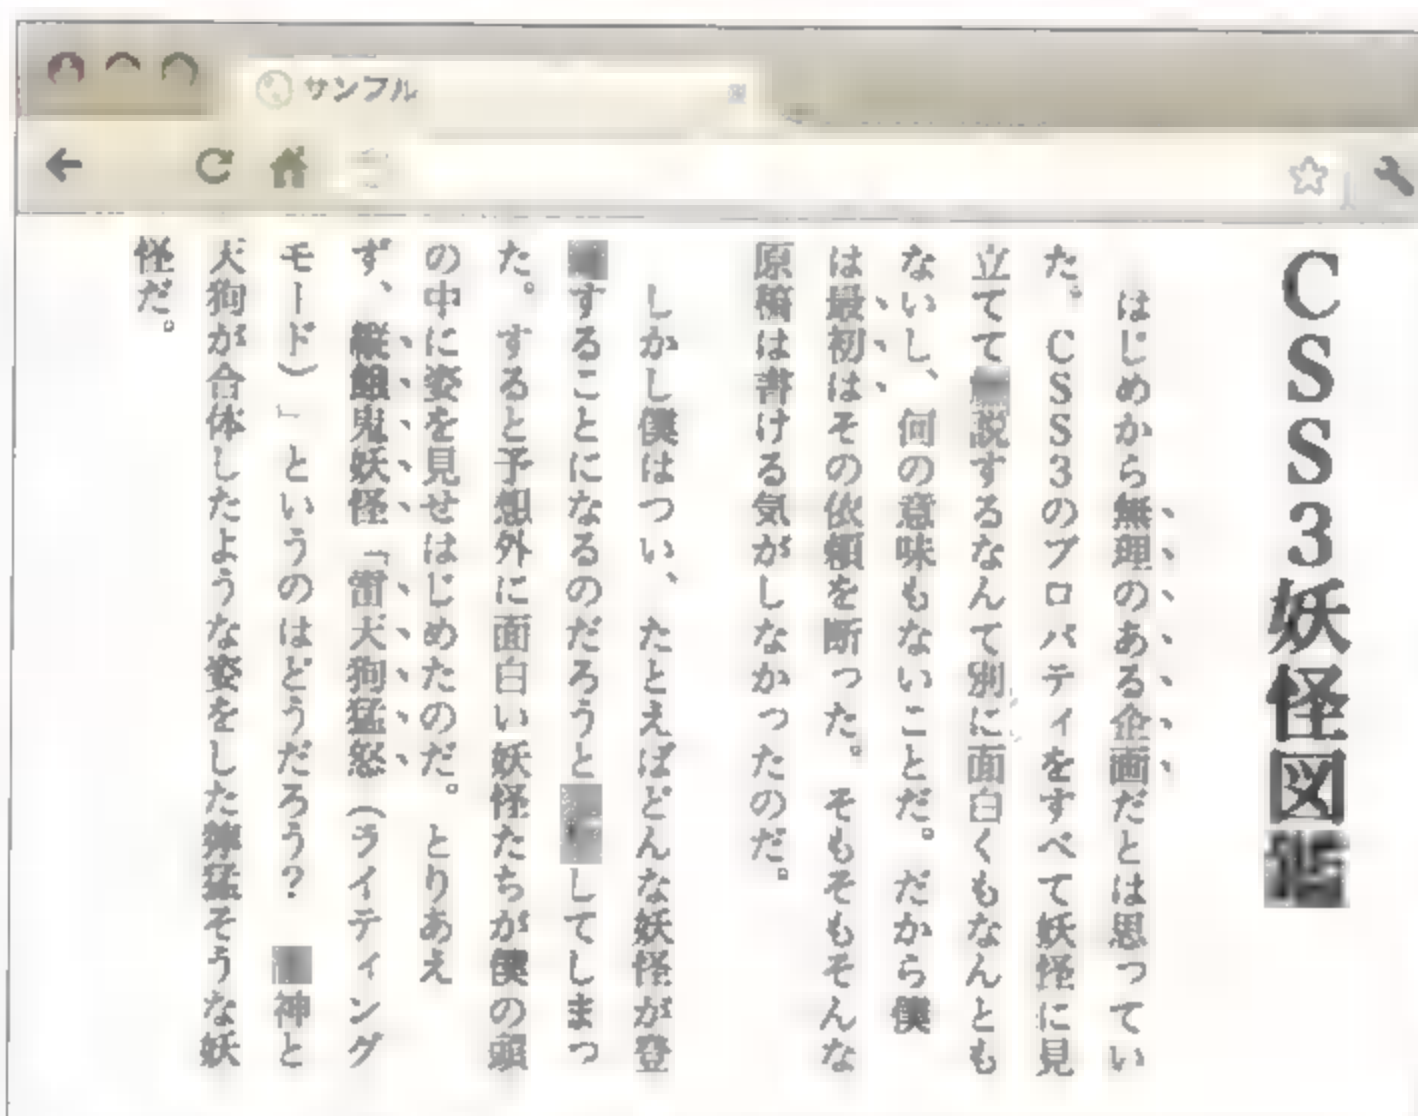 サンプル
CSS3妖怪図
はじめから無理のある企画だとは思ってい
た。CSS3のプロパティをすべて妖怪に見
立てて説するなんて別に面白くもなんとも
ないし、何の意味もないことだ。だから僕
は最初はその依頼を断った。そもそもそんな
原稿は書ける気がしなかったのだ。
しかし僕はつい、たとえばどんな妖怪が登
することになるのだろうと してしまっ
た。すると予想外に面白い妖怪たちが僕の頭
の中に姿を見せはじめたのだ。とりあえ
ず、縦組鬼妖怪「雷天狗猛怒（ライティング
モード）」というのはどうだろう？ 神と
天狗が合体したような姿をした獰猛そうな妖
怪だ。